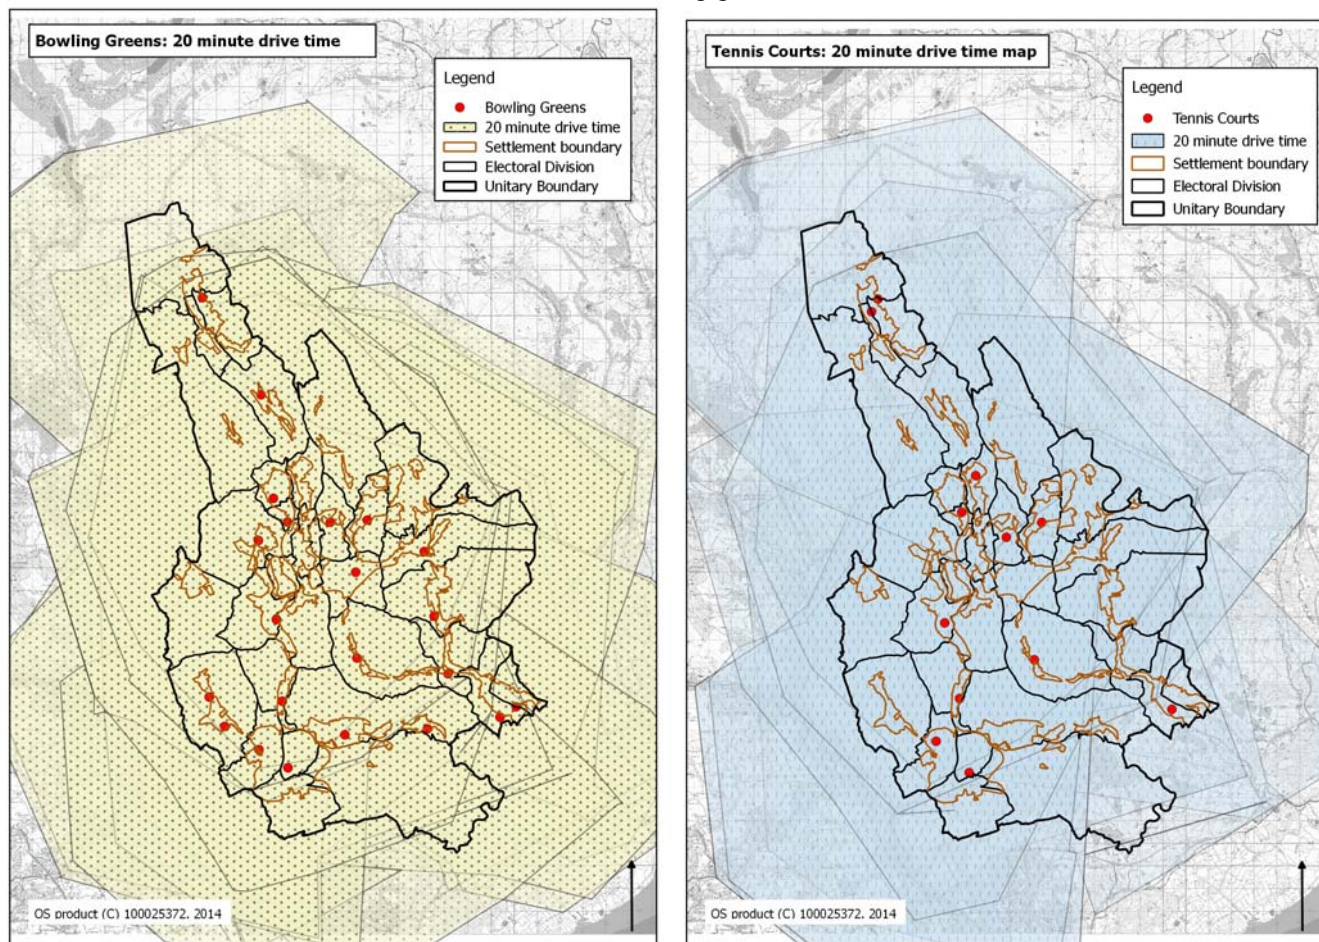 Bowling Greens: 20 minute drive time
Legend
Bowling Greens
20 minute drive time
Settlement boundary
Electoral Division
Unitary Boundary
OS product (C) 100025372, 2014
Tennis Courts: 20 minute drive time map
Legend
Tennis Courts
20 minute drive time
Settlement boundary
Electoral Division
Unitary Boundary
OS product (C) 100025372, 2014